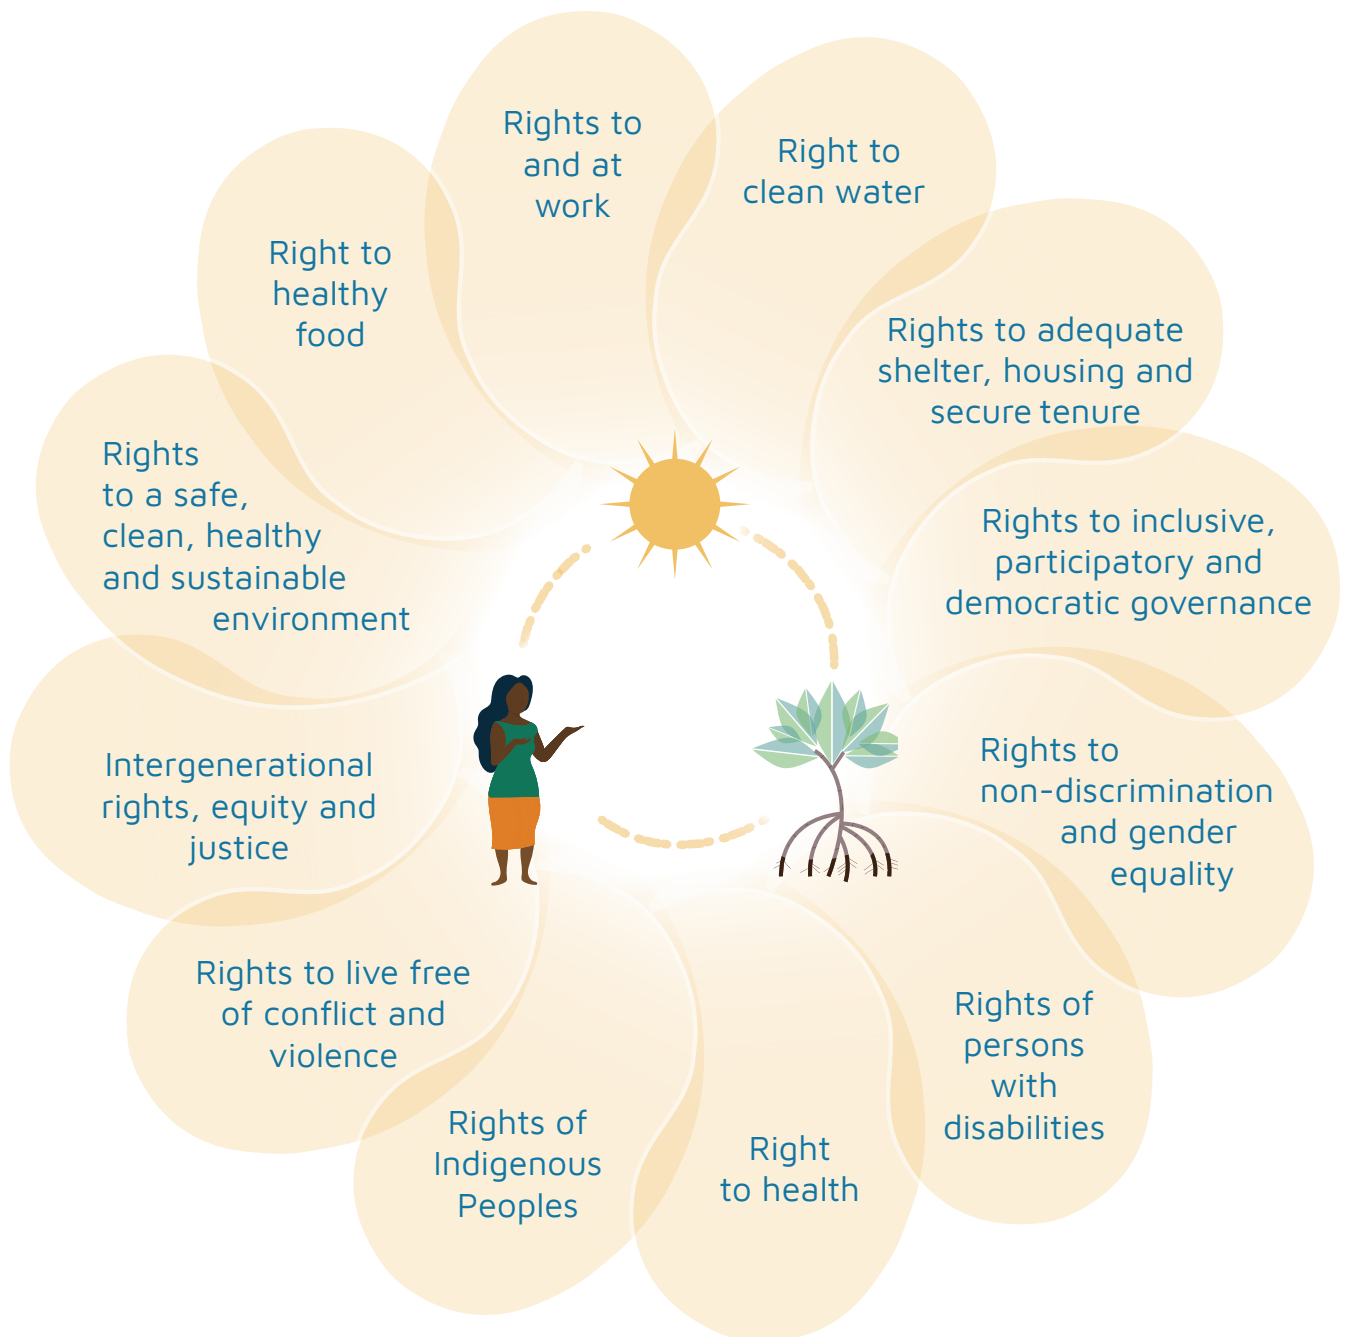 Rights to
and at
work
Right to
clean water
Rights to adequate
shelter, housing and
secure tenure
Rights to inclusive,
participatory and
democratic governance
Rights to
non-discrimination
and gender
equality
Rights of
persons
with
disabilities
Right
to health
Rights of
Indigenous
Peoples
Rights to live free
of conflict and
violence
Intergenerational
rights, equity and
justice
Rights
to a safe,
clean, healthy
and sustainable
environment
Right to
healthy
food